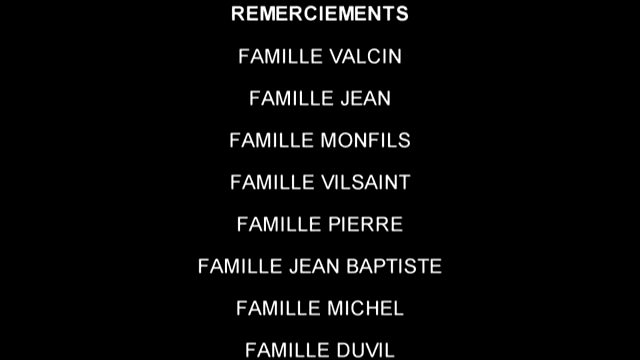 REMERCIEMENTS
FAMILLE VALCIN
FAMILLE JEAN
FAMILLE MONFILS
FAMILLE VILSAINT
FAMILLE PIERRE
FAMILLE JEAN BAPTISTE
FAMILLE MICHEL
FAMILLE DUVIL